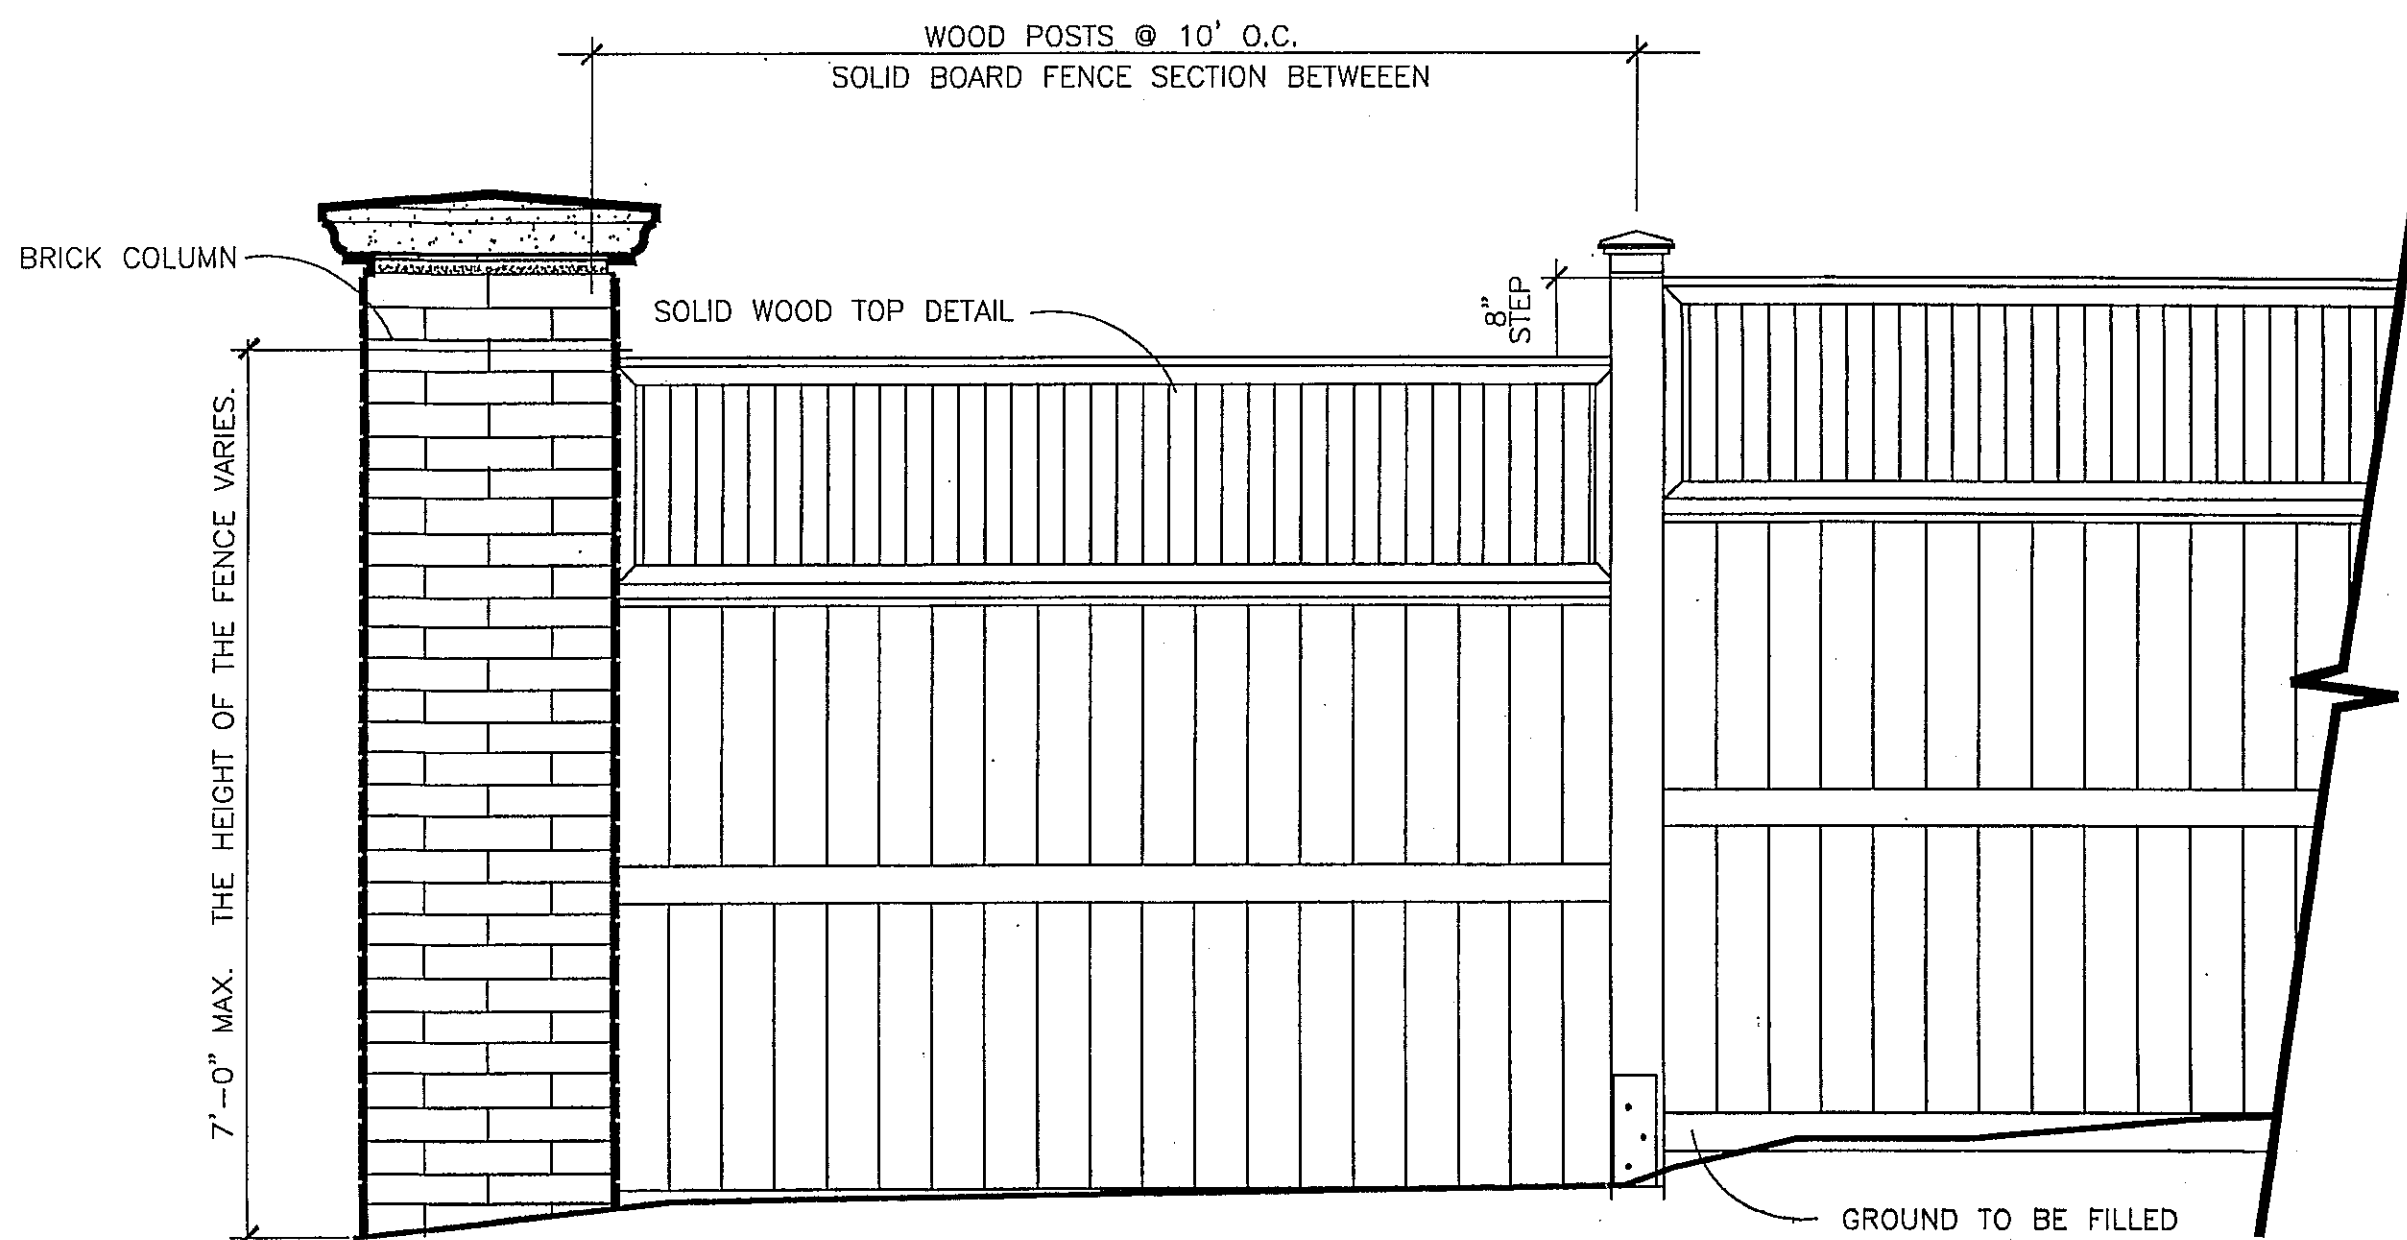 WOOD POSTS @ 10' O.C.
SOLID BOARD FENCE SECTION BETWEEEN
BRICK COLUMN
SOLID WOOD TOP DETAIL
8"
STEP
7'-0" MAX. THE HEIGHT OF THE FENCE VARIES.
GROUND TO BE FILLED